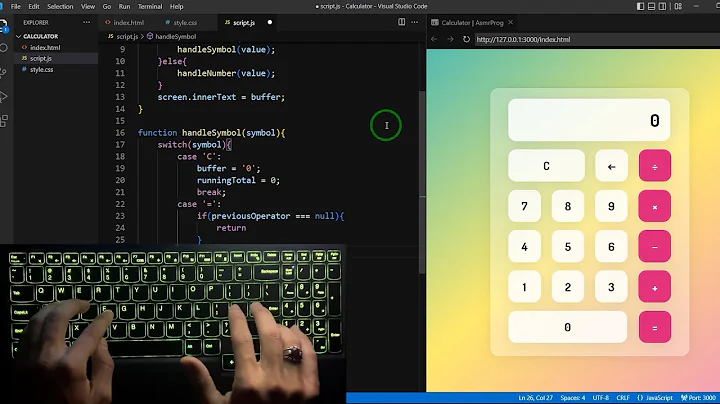 File Edit Selection View Go Run Terminal Help
● script.js - Calculator - Visual Studio Code
EXPLORER
CALCULATOR
index.html
script.js
style.css
index.html
style.css
script.js ●
script.js > handleSymbol
9 handleSymbol(value);
10 }else{
11 handleNumber(value);
12 }
13 screen.innerText = buffer;
14 }
15
16 function handleSymbol(symbol){
17 switch(symbol){
18 case 'C':
19 buffer = '0';
20 runningTotal = 0;
21 break;
22 case '=':
23 if(previousOperator === null){
24 return
25 }
Ln 26, Col 27 Spaces: 4 UTF-8 CRLF {} JavaScript Port: 3000
Calculator | AsmrProg
http://127.0.0.1:3000/index.html
0
C ← ÷
7 8 9 ×
4 5 6 −
1 2 3 +
0 =
Q W E R T Y U I O P